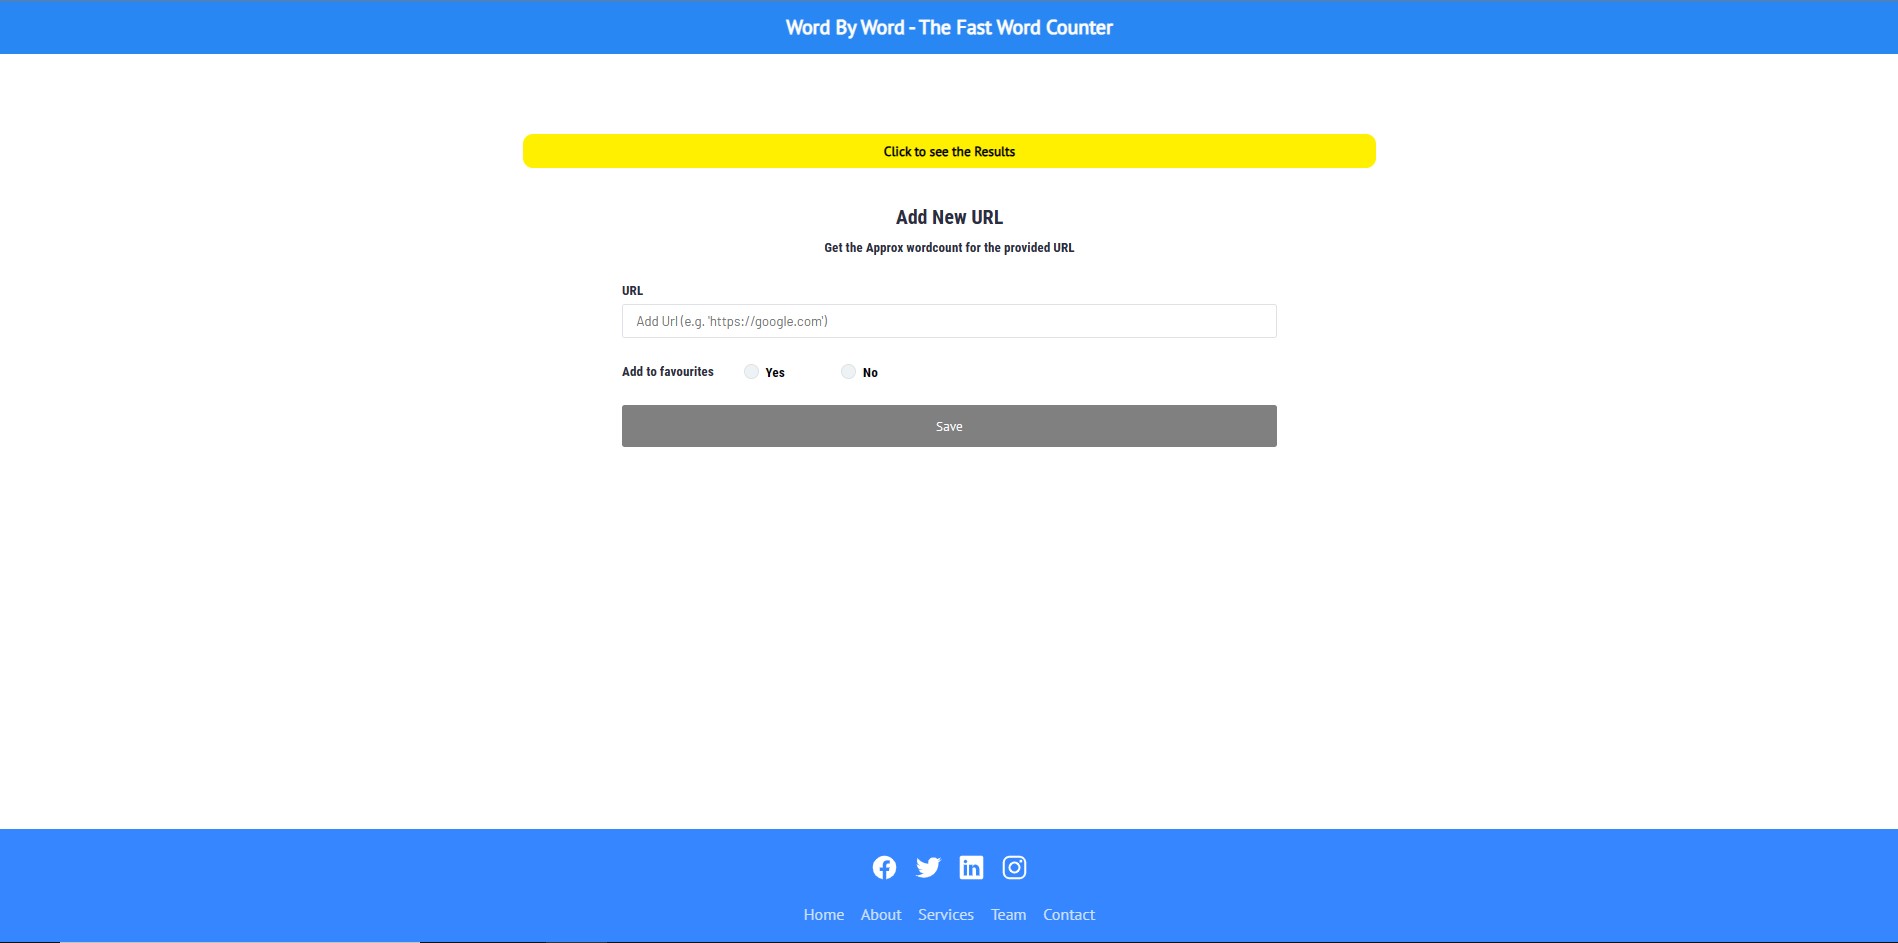 Word By Word - The Fast Word Counter
Click to see the Results
Add New URL
Get the Approx wordcount for the provided URL
URL
Add Url (e.g. 'https://google.com')
Add to favourites Yes No
Save
Home About Services Team Contact